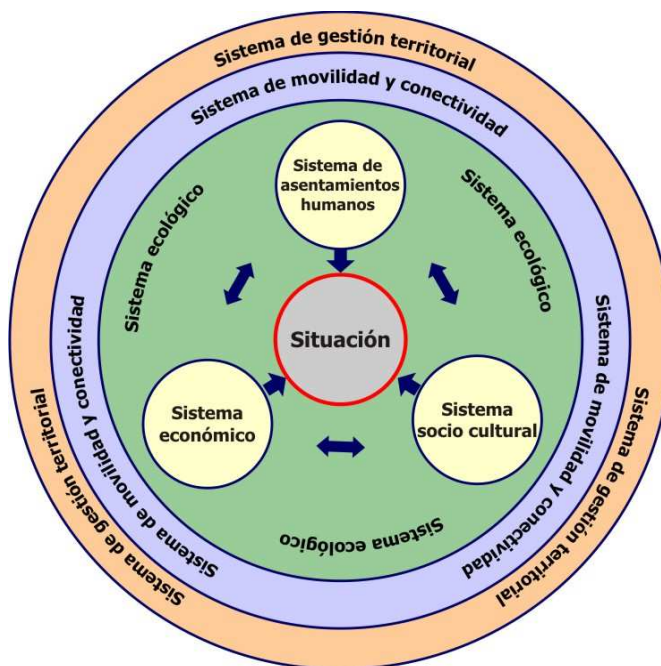 Sistema de gestión territorial
Sistema de movilidad y conectividad
Sistema de
asentamientos
humanos
Sistema ecológico
Sistema ecológico
Situación
Sistema
económico
Sistema
socio cultural
Sistema ecológico
Sistema de movilidad y conectividad
Sistema de movilidad y conectividad
Sistema de gestión territorial
Sistema de gestión territorial